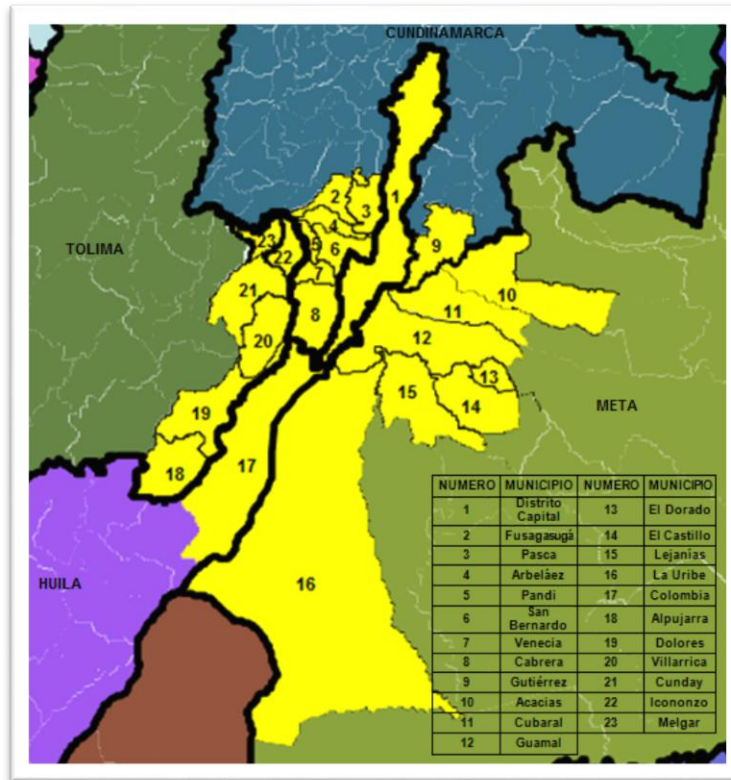 CUNDINAMARCA
2
3
1
4
23
5
6
9
22
7
TOLIMA
21
8
11
10
12
20
13
15
14
META
19
18
17
16
HUILA
NUMERO MUNICIPIO NUMERO MUNICIPIO
1 Distrito Capital 13 El Dorado
2 Fusagasugá 14 El Castillo
3 Pasca 15 Lejanías
4 Arbeláez 16 La Uribe
5 Pandi 17 Colombia
6 San Bernardo 18 Alpujarra
7 Venecia 19 Dolores
8 Cabrera 20 Villarrica
9 Gutiérrez 21 Cunday
10 Acacias 22 Icononzo
11 Cubaral 23 Melgar
12 Guamal